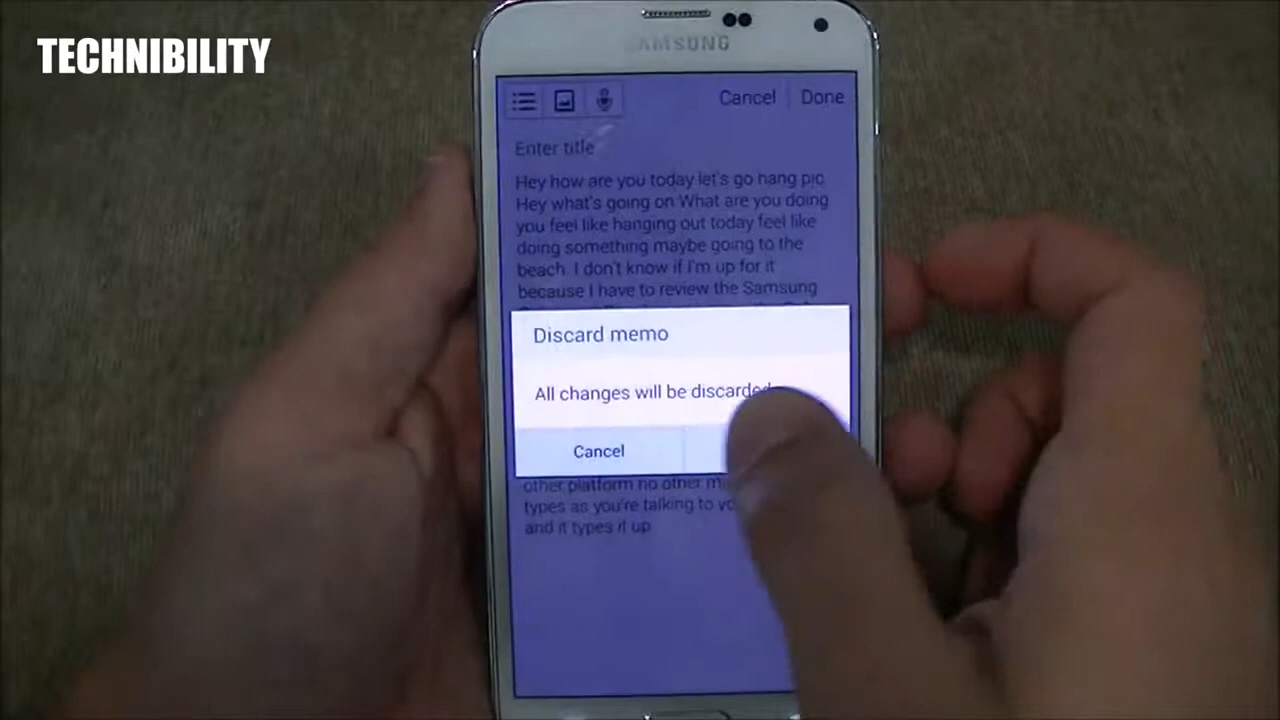 TECHNIBILITY
SAMSUNG
Cancel
Done
Enter title
Hey how are you today let's go hang pic
Hey what's going on What are you doing
you feel like hanging out today feel like
doing something maybe going to the
beach. I don't know if I'm up for it
because I have to review the Samsung
Discard memo
All changes will be discarded
Cancel
other platform no other
types as you're talking to
and it types it up